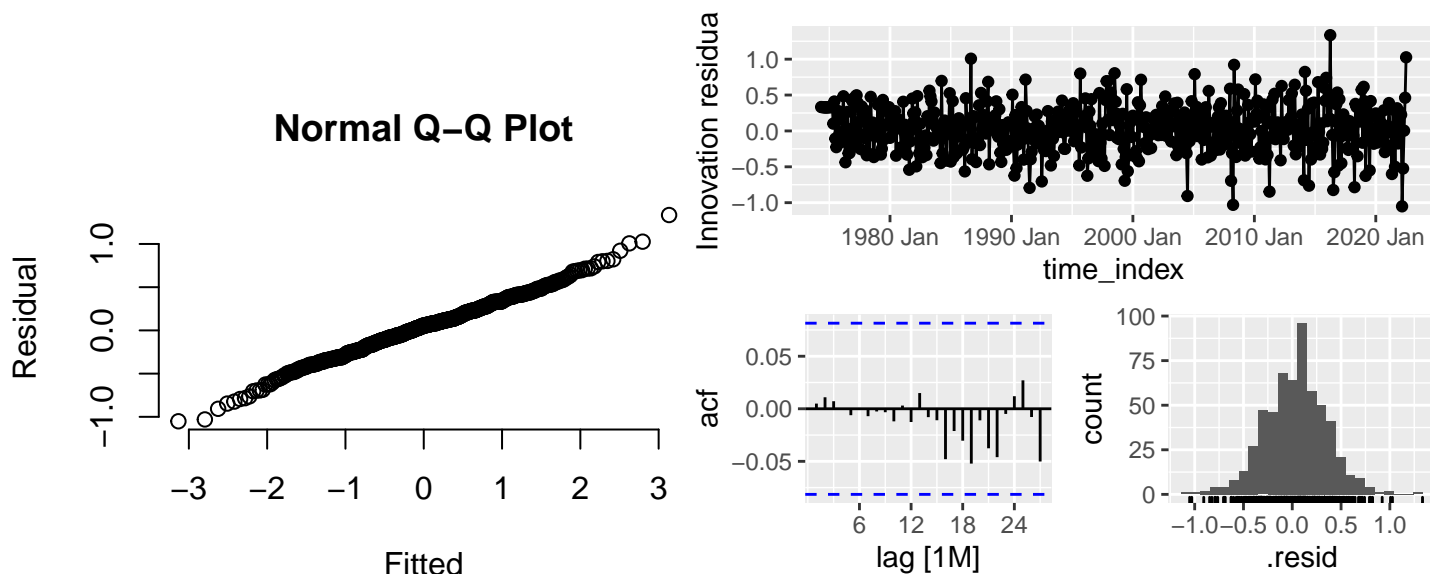 Normal Q−Q Plot
Residual
1.0
0.0
−1.0
−3 −2 −1 0 1 2 3
Fitted
Innovation residua
1.0
0.5
0.0
−0.5
−1.0
1980 Jan 1990 Jan 2000 Jan 2010 Jan 2020 Jan
time_index
acf
0.05
0.00
−0.05
6 12 18 24
lag [1M]
count
100
75
50
25
0
−1.0 −0.5 0.0 0.5 1.0
.resid